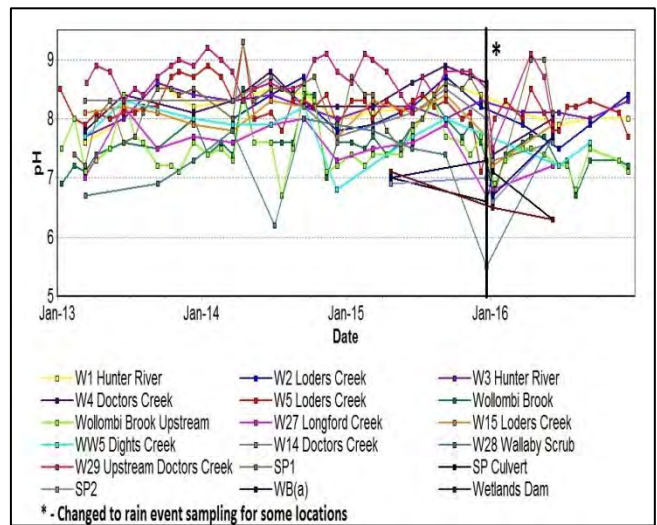 9
8
7
6
5
pH
*
Jan-13 Jan-14 Jan-15 Jan-16
Date
W1 Hunter River W2 Loders Creek W3 Hunter River
W4 Doctors Creek W5 Loders Creek Wollombi Brook
Wollombi Brook Upstream W27 Longford Creek W15 Loders Creek
WW5 Dights Creek W14 Doctors Creek W28 Wallaby Scrub
W29 Upstream Doctors Creek SP1 SP Culvert
SP2 WB(a) Wetlands Dam
* - Changed to rain event sampling for some locations